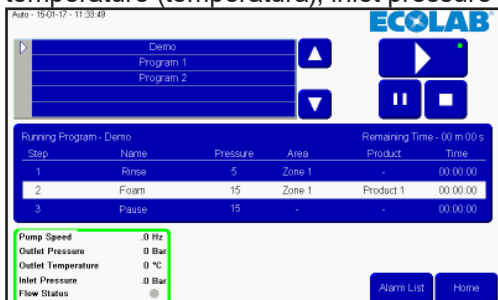 temperature (temperatura), inlet pressure
Auto - 15-01-17 - 11:33:49
ECOLAB®
Demo
Program 1
Program 2
Running Program - Demo Remaining Time - 00 m 00 s
Step Name Pressure Area Product Time
1 Rinse 5 Zone 1 - 00:00:00
2 Foam 15 Zone 1 Product 1 00:00:00
3 Pause 15 - - 00:00:00
Pump Speed .0 Hz
Outlet Pressure 0 Bar
Outlet Temperature 0 °C
Inlet Pressure .0 Bar
Flow Status
Alarm List Home